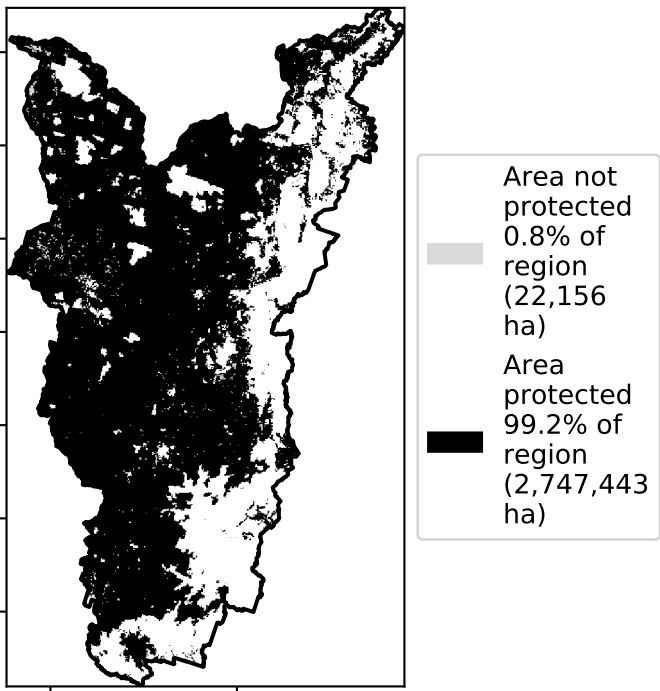 Area not
protected
0.8% of
region
(22,156
ha)
Area
protected
99.2% of
region
(2,747,443
ha)